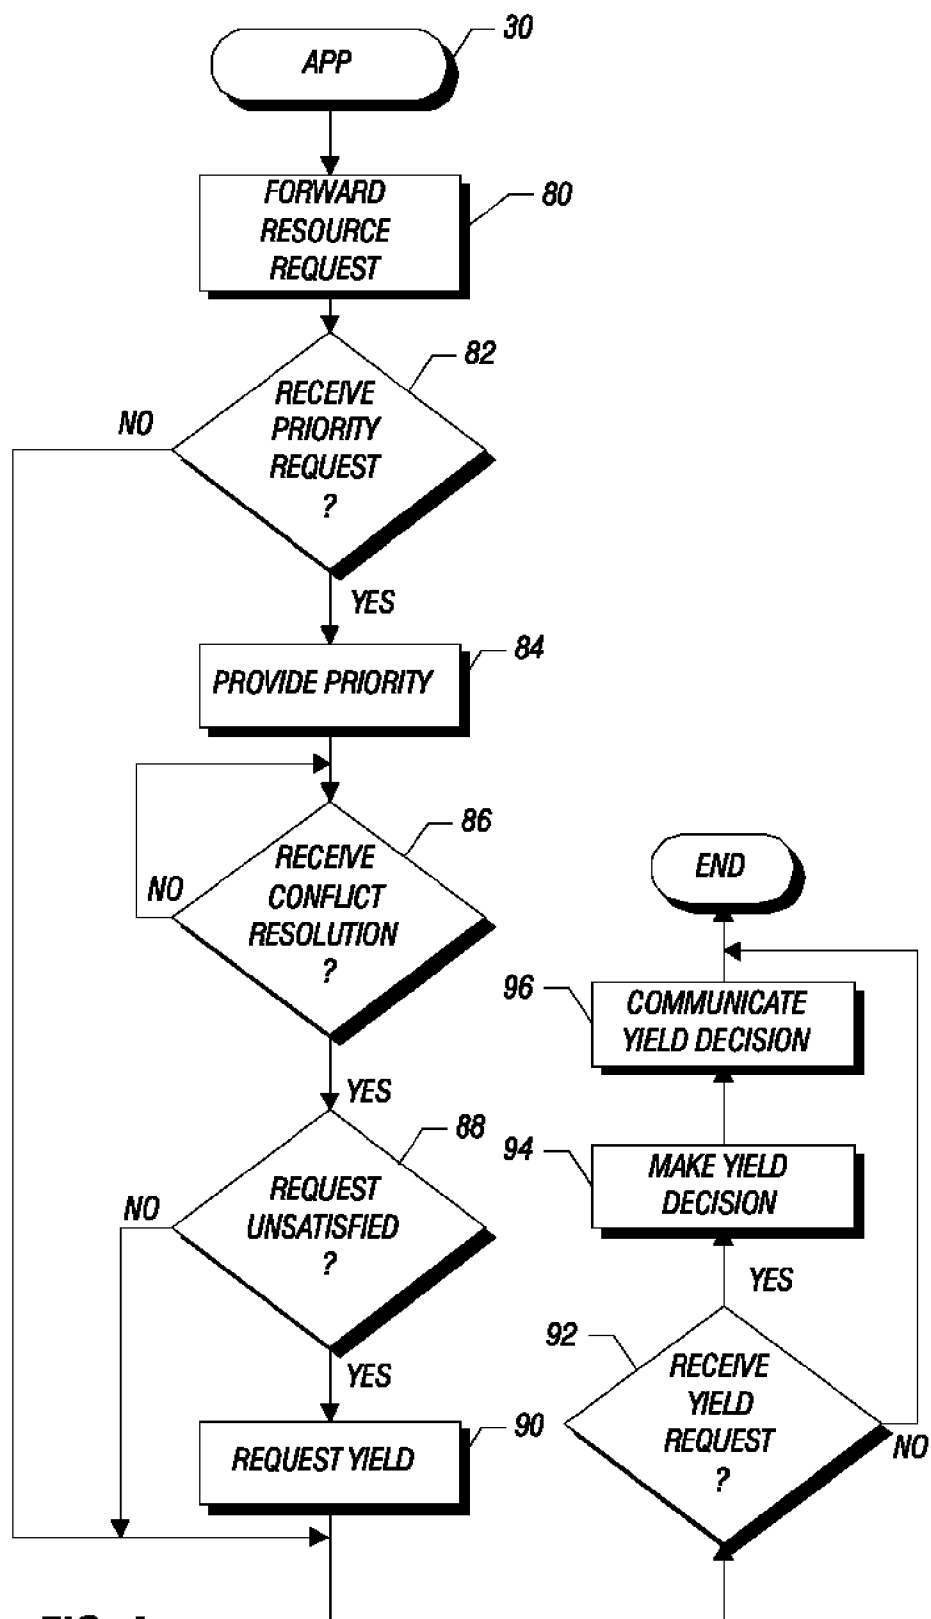 APP
30
FORWARD
RESOURCE
REQUEST
80
RECEIVE
PRIORITY
REQUEST
?
82
NO
YES
PROVIDE PRIORITY
84
RECEIVE
CONFLICT
RESOLUTION
?
86
NO
YES
REQUEST
UNSATISFIED
?
88
NO
YES
REQUEST YIELD
90
RECEIVE
YIELD
REQUEST
?
92
NO
YES
MAKE YIELD
DECISION
94
COMMUNICATE
YIELD DECISION
96
END